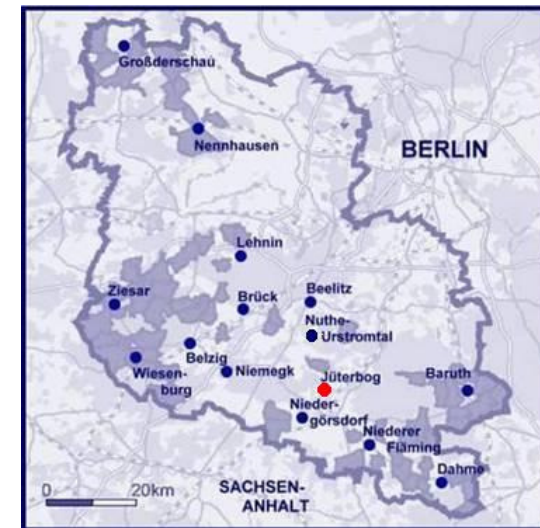 Großderschau
Nennhausen
BERLIN
Lehnin
Ziesar
Brück
Beelitz
Nuthe-
Urstromtal
Belzig
Wiesen-
burg
Niemegk
Jüterbog
Baruth
Nieder-
görsdorf
Niederer
Fläming
Dahme
0 20km
SACHSEN-
ANHALT